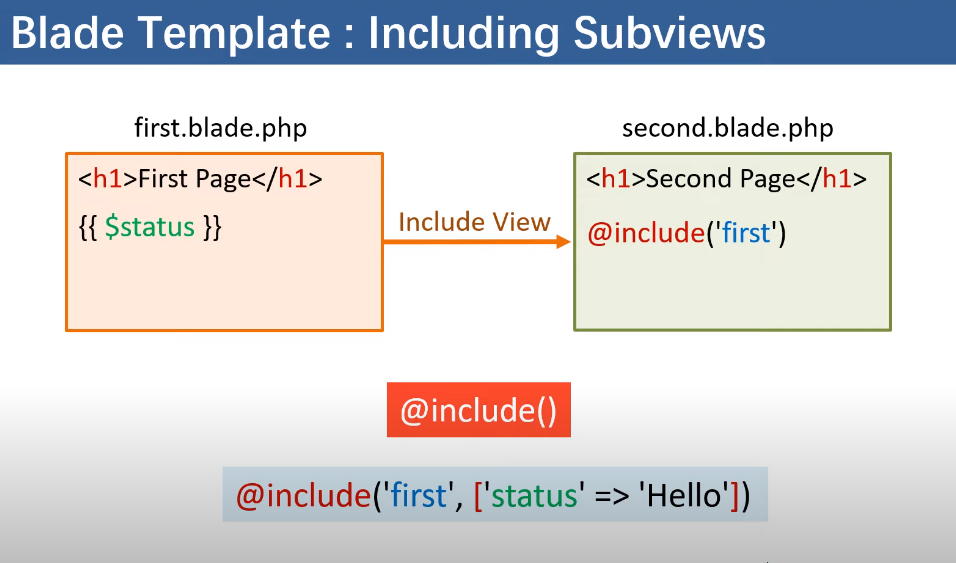 Blade Template : Including Subviews
first.blade.php
<h1>First Page</h1>
{{ $status }}
Include View
second.blade.php
<h1>Second Page</h1>
@include('first')
@include()
@include('first', ['status' => 'Hello'])